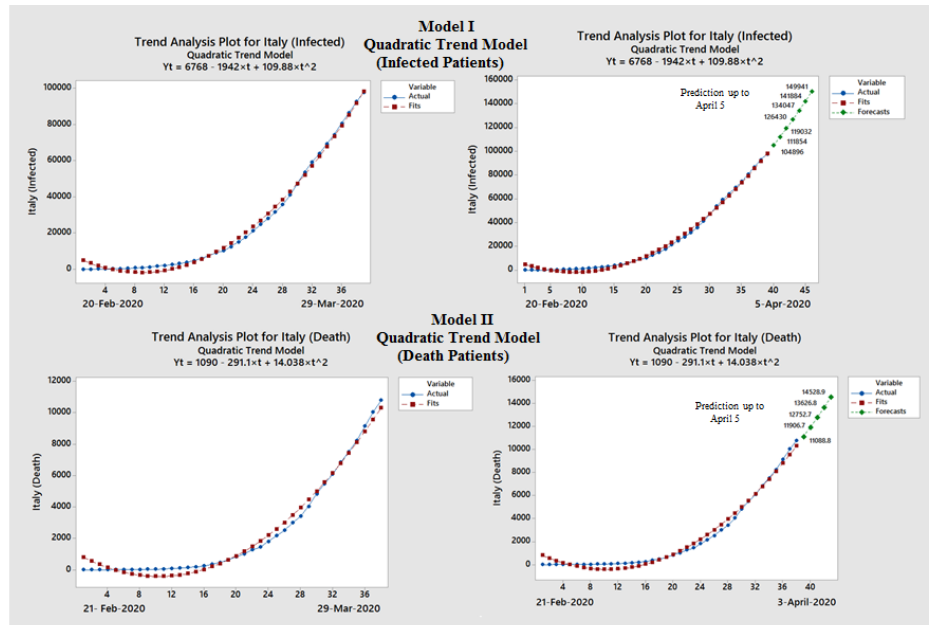 Model I
Quadratic Trend Model
(Infected Patients)
Trend Analysis Plot for Italy (Infected)
Quadratic Trend Model
Yt = 6768 - 1942×t + 109.88×t^2
Variable
Actual
Fits
100000
80000
60000
40000
20000
0
Italy (Infected)
4 8 12 16 20 24 28 32 36
20-Feb-2020 29-Mar-2020
Trend Analysis Plot for Italy (Infected)
Quadratic Trend Model
Yt = 6768 - 1942×t + 109.88×t^2
Variable
Actual
Fits
Forecasts
Prediction up to
April 5
149941
141884
134047
126430
119032
111854
104896
160000
140000
120000
100000
80000
60000
40000
20000
0
Italy (Infected)
1 5 10 15 20 25 30 35 40 45
20-Feb-2020 5-Apr-2020
Model II
Quadratic Trend Model
(Death Patients)
Trend Analysis Plot for Italy (Death)
Quadratic Trend Model
Yt = 1090 - 291.1×t + 14.038×t^2
Variable
Actual
Fits
12000
10000
8000
6000
4000
2000
0
Italy (Death)
4 8 12 16 20 24 28 32 36
21- Feb-2020 29-Mar-2020
Trend Analysis Plot for Italy (Death)
Quadratic Trend Model
Yt = 1090 - 291.1×t + 14.038×t^2
Variable
Actual
Fits
Forecasts
Prediction up to
April 5
14528.9
13626.8
12752.7
11906.7
11088.8
16000
14000
12000
10000
8000
6000
4000
2000
0
Italy (Death)
4 8 12 16 20 24 28 32 36 40
21-Feb-2020 3-April-2020